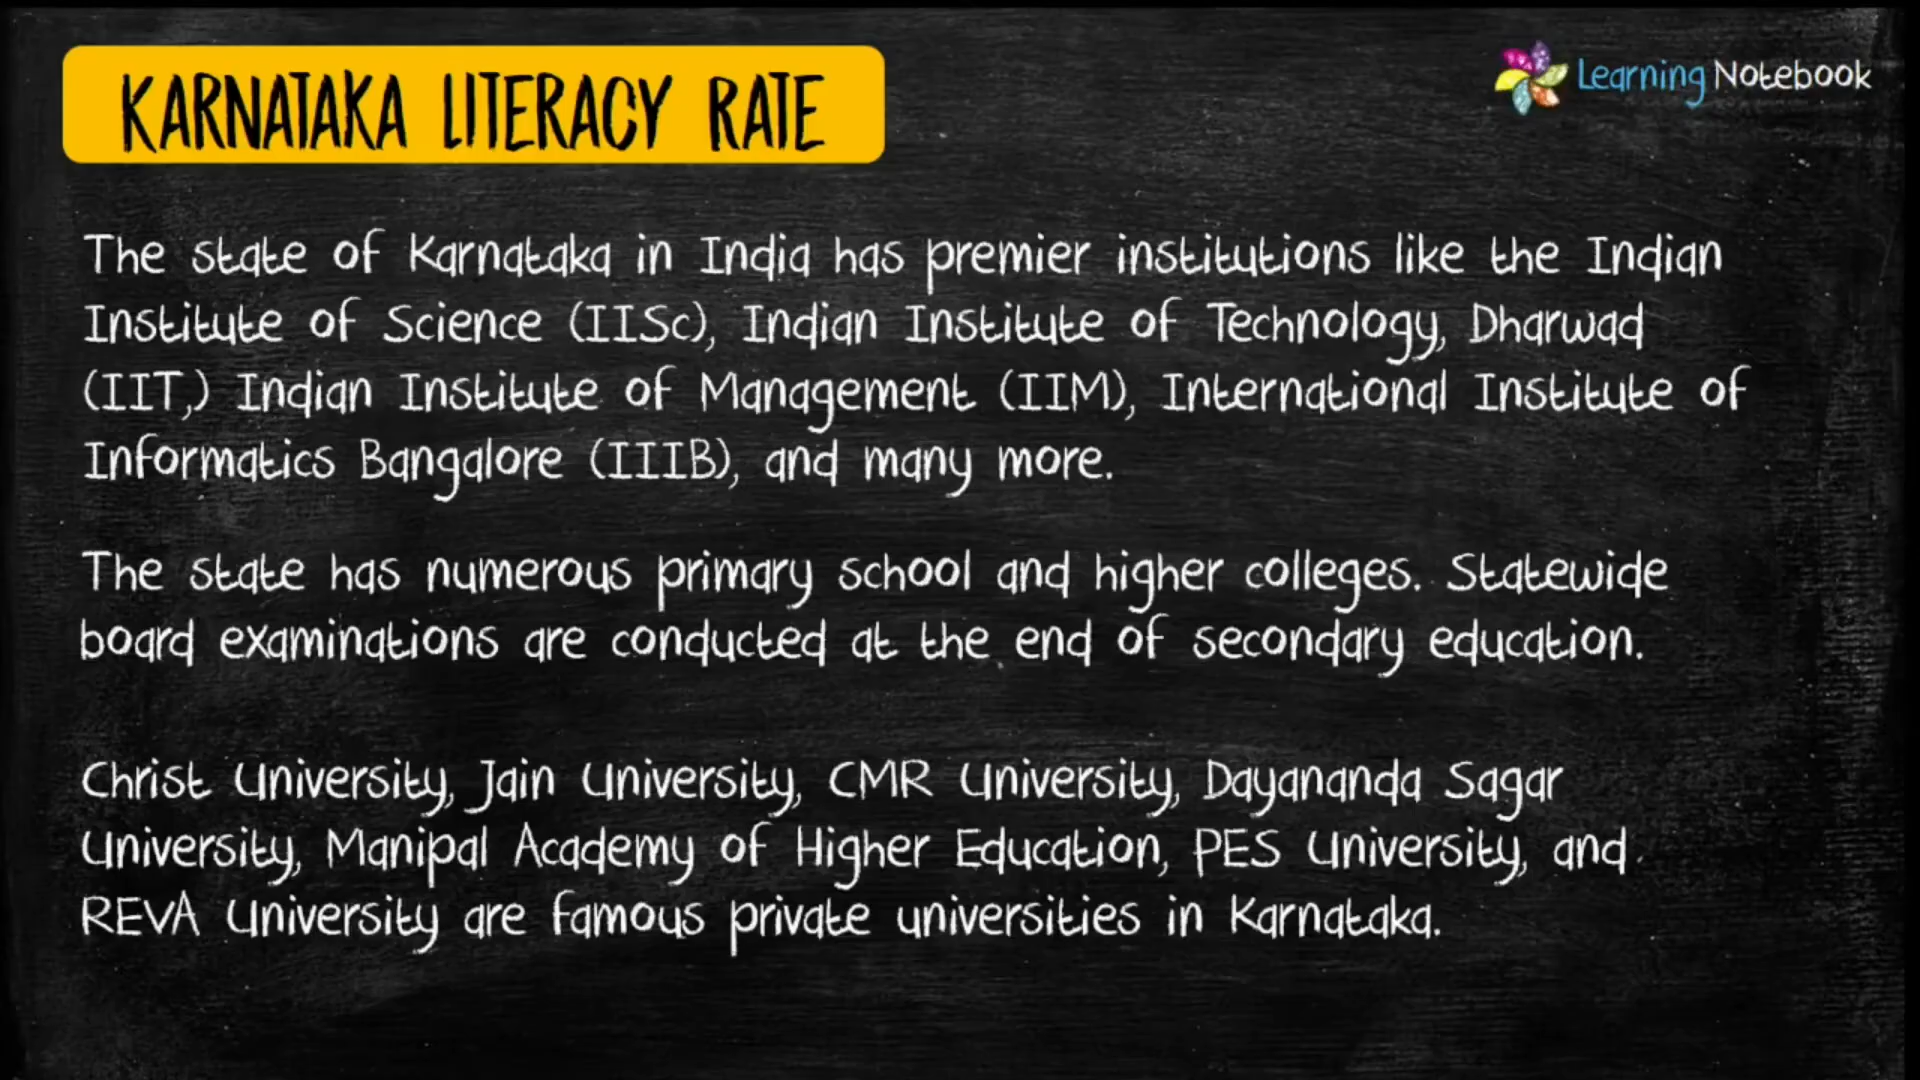 KARNATAKA LITERACY RATE
Learning Notebook
The state of Karnataka in India has premier institutions like the Indian
Institute of Science (IISc), Indian Institute of Technology, Dharwad
(IIT,) Indian Institute of Management (IIM), International Institute of
Informatics Bangalore (IIIB), and many more.
The state has numerous primary school and higher colleges. Statewide
board examinations are conducted at the end of secondary education.
Christ University, Jain University, CMR University, Dayananda Sagar
University, Manipal Academy of Higher Education, PES University, and
REVA University are famous private universities in Karnataka.